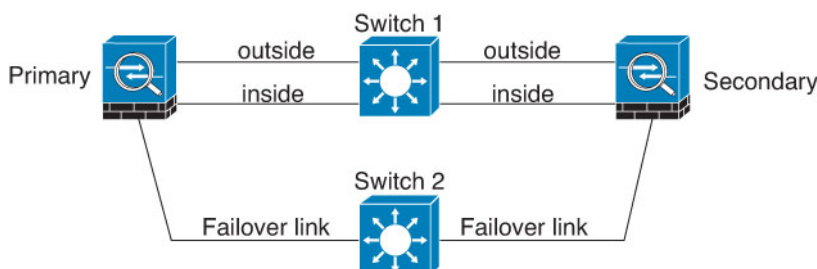 Switch 1
outside
outside
Primary
Secondary
inside
inside
Switch 2
Failover link
Failover link